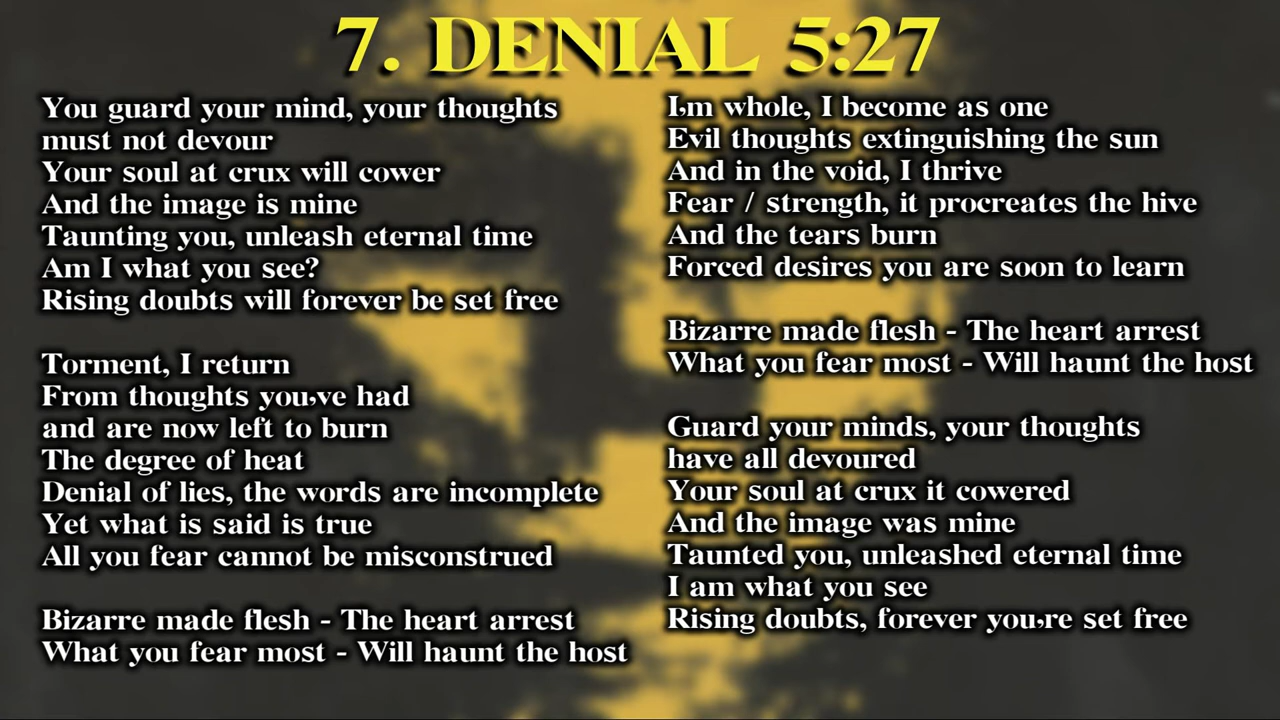 7. DENIAL 5:27
You guard your mind, your thoughts
must not devour
Your soul at crux will cower
And the image is mine
Taunting you, unleash eternal time
Am I what you see?
Rising doubts will forever be set free
Torment, I return
From thoughts you,ve had
and are now left to burn
The degree of heat
Denial of lies, the words are incomplete
Yet what is said is true
All you fear cannot be misconstrued
Bizarre made flesh - The heart arrest
What you fear most - Will haunt the host
I,m whole, I become as one
Evil thoughts extinguishing the sun
And in the void, I thrive
Fear / strength, it procreates the hive
And the tears burn
Forced desires you are soon to learn
Bizarre made flesh - The heart arrest
What you fear most - Will haunt the host
Guard your minds, your thoughts
have all devoured
Your soul at crux it cowered
And the image was mine
Taunted you, unleashed eternal time
I am what you see
Rising doubts, forever you,re set free